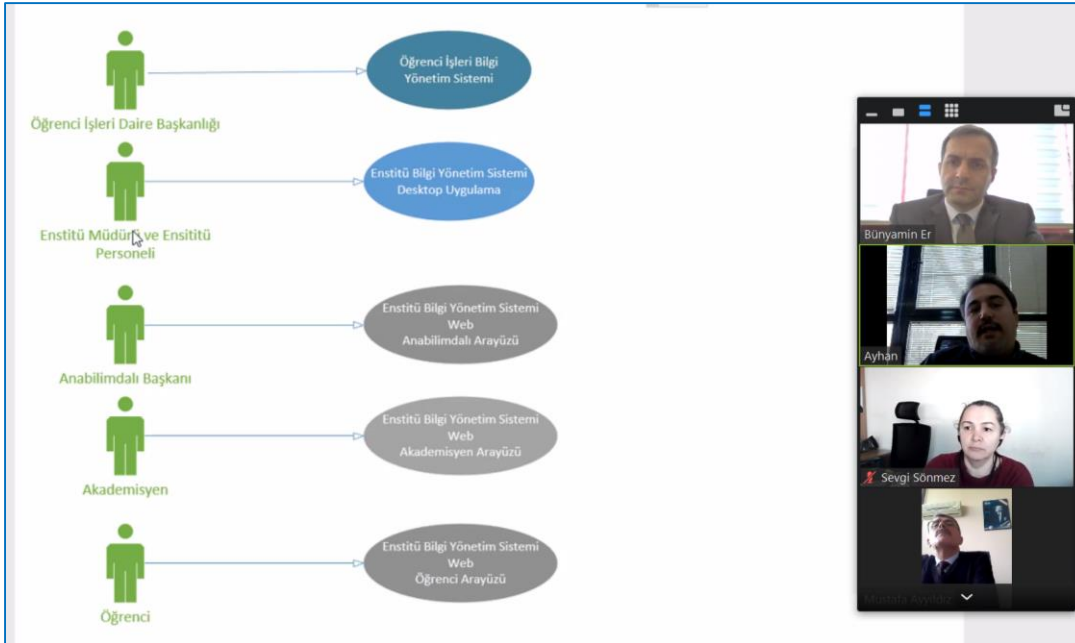 Öğrenci İşleri Bilgi
Yönetim Sistemi
Öğrenci İşleri Daire Başkanlığı
Enstitü Bilgi Yönetim Sistemi
Desktop Uygulama
Enstitü Müdürü ve Ensititü
Personeli
Enstitü Bilgi Yönetim Sistemi
Web
Anabilimdalı Arayüzü
Anabilimdalı Başkanı
Enstitü Bilgi Yönetim Sistemi
Web
Akademisyen Arayüzü
Akademisyen
Enstitü Bilgi Yönetim Sistemi
Web
Öğrenci Arayüzü
Öğrenci
Bünyamin Er
Ayhan
Sevgi Sönmez
Mustafa